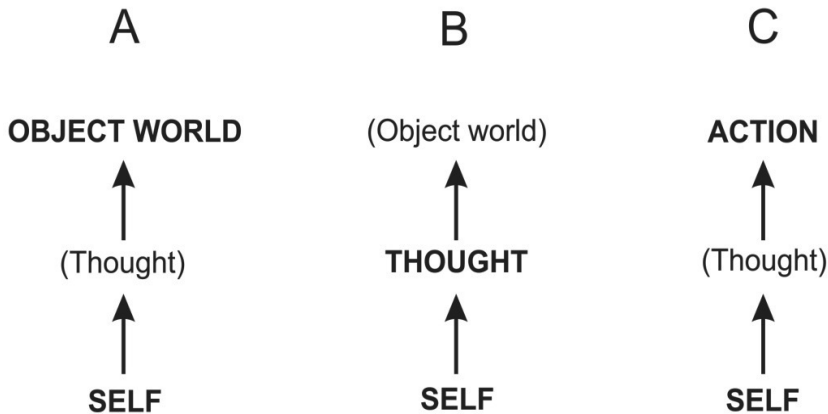 A B C
OBJECT WORLD (Object world) ACTION
(Thought) THOUGHT (Thought)
SELF SELF SELF